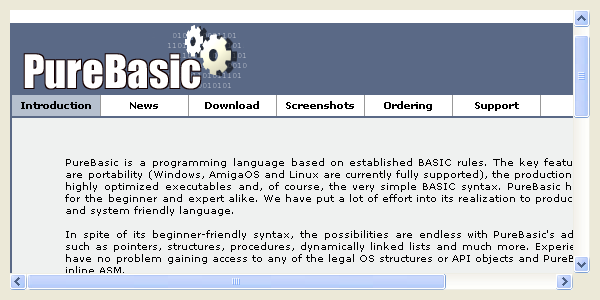 PureBasic
Introduction News Download Screenshots Ordering Support
PureBasic is a programming language based on established BASIC rules. The key
are portability (Windows, AmigaOS and Linux are currently fully supported), the production
highly optimized executables and, of course, the very simple BASIC syntax. PureBasic
for the beginner and expert alike. We have put a lot of effort into its realization to
and system friendly language.
In spite of its beginner-friendly syntax, the possibilities are endless with PureBasic's
such as pointers, structures, procedures, dynamically linked lists and much more.
have no problem gaining access to any of the legal OS structures or API objects and
inline ASM.